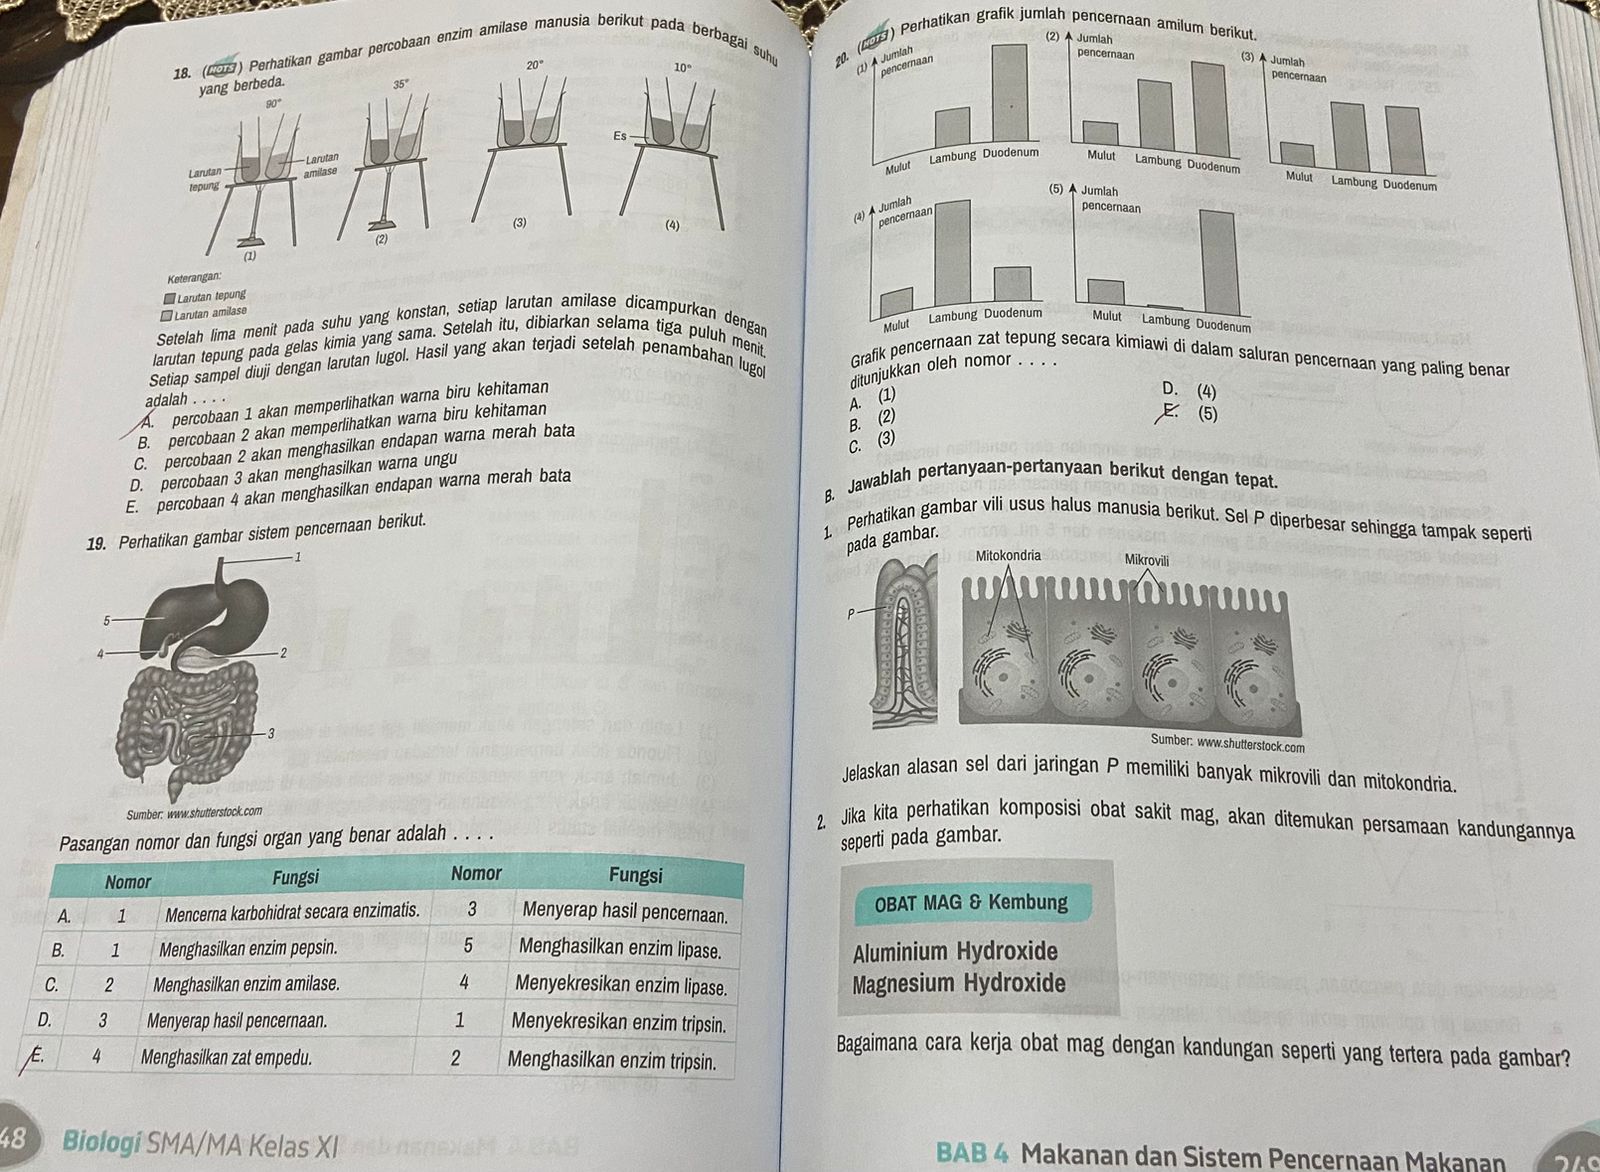 18. (HOTS) Perhatikan gambar percobaan enzim amilase manusia berikut pada berbagai suhu
yang berbeda.
90°
35°
20°
10°
Es
Larutan
tepung
Larutan
amilase
(1)
(2)
(3)
(4)
Keterangan:
Larutan tepung
Larutan amilase
Setelah lima menit pada suhu yang konstan, setiap larutan amilase dicampurkan dengan
larutan tepung pada gelas kimia yang sama. Setelah itu, dibiarkan selama tiga puluh menit.
Setiap sampel diuji dengan larutan lugol. Hasil yang akan terjadi setelah penambahan lugol
adalah . . . .
A. percobaan 1 akan memperlihatkan warna biru kehitaman
B. percobaan 2 akan memperlihatkan warna biru kehitaman
C. percobaan 2 akan menghasilkan endapan warna merah bata
D. percobaan 3 akan menghasilkan warna ungu
E. percobaan 4 akan menghasilkan endapan warna merah bata
19. Perhatikan gambar sistem pencernaan berikut.
1
5
4
2
3
Sumber: www.shutterstock.com
Pasangan nomor dan fungsi organ yang benar adalah . . . .
Nomor Fungsi Nomor Fungsi
A. 1 Mencerna karbohidrat secara enzimatis. 3 Menyerap hasil pencernaan.
B. 1 Menghasilkan enzim pepsin. 5 Menghasilkan enzim lipase.
C. 2 Menghasilkan enzim amilase. 4 Menyekresikan enzim lipase.
D. 3 Menyerap hasil pencernaan. 1 Menyekresikan enzim tripsin.
E. 4 Menghasilkan zat empedu. 2 Menghasilkan enzim tripsin.
48 Biologi SMA/MA Kelas XI
20. (HOTS) Perhatikan grafik jumlah pencernaan amilum berikut.
(1) Jumlah
pencernaan
Mulut Lambung Duodenum
(2) Jumlah
pencernaan
Mulut Lambung Duodenum
(3) Jumlah
pencernaan
Mulut Lambung Duodenum
(4) Jumlah
pencernaan
Mulut Lambung Duodenum
(5) Jumlah
pencernaan
Mulut Lambung Duodenum
Grafik pencernaan zat tepung secara kimiawi di dalam saluran pencernaan yang paling benar
ditunjukkan oleh nomor . . . .
A. (1)
B. (2)
C. (3)
D. (4)
E. (5)
B. Jawablah pertanyaan-pertanyaan berikut dengan tepat.
1. Perhatikan gambar vili usus halus manusia berikut. Sel P diperbesar sehingga tampak seperti
pada gambar.
Mitokondria
Mikrovili
P
Sumber: www.shutterstock.com
Jelaskan alasan sel dari jaringan P memiliki banyak mikrovili dan mitokondria.
2. Jika kita perhatikan komposisi obat sakit mag, akan ditemukan persamaan kandungannya
seperti pada gambar.
OBAT MAG & Kembung
Aluminium Hydroxide
Magnesium Hydroxide
Bagaimana cara kerja obat mag dengan kandungan seperti yang tertera pada gambar?
BAB 4 Makanan dan Sistem Pencernaan Makanan